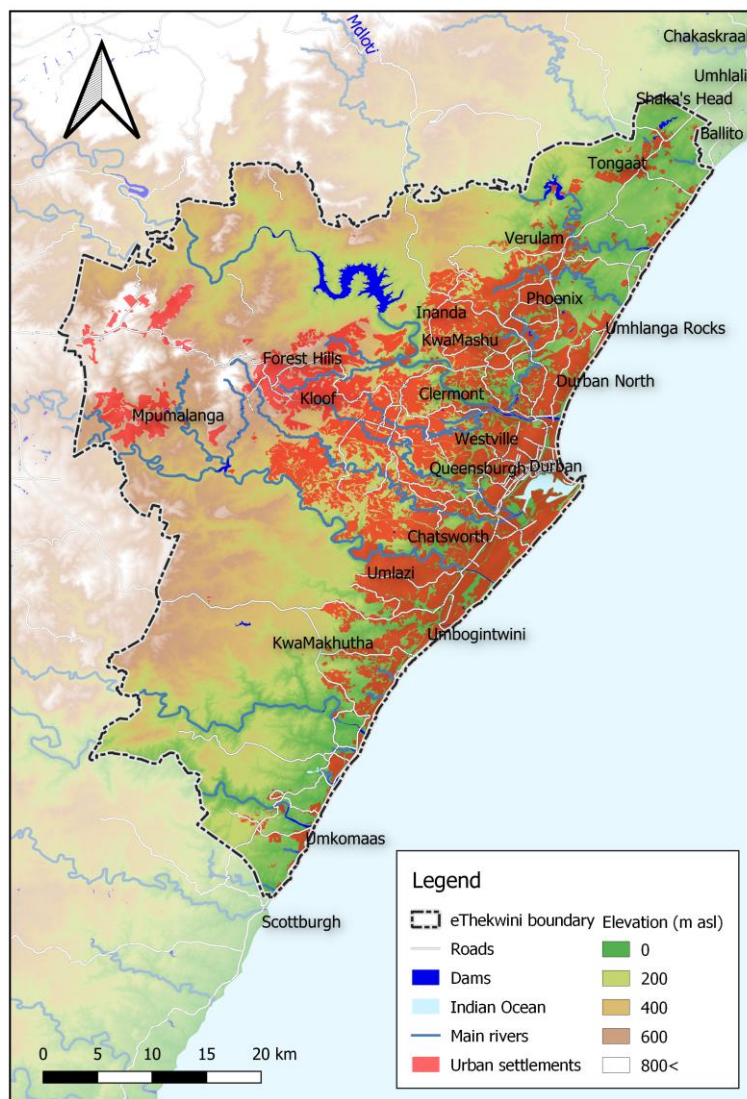 Mdloti
Chakaskraal
Umhlali
Shaka's Head
Ballito
Tongaat
Verulam
Phoenix
Inanda
Umhlanga Rocks
KwaMashu
Forest Hills
Durban North
Kloof
Clermont
Mpumalanga
Westville
Queensburgh
Durban
Chatsworth
Umlazi
Umbogintwini
KwaMakhutha
Umkomaas
Scottburgh
Legend
eThekwini boundary
Roads
Dams
Indian Ocean
Main rivers
Urban settlements
Elevation (m asl)
0
200
400
600
800<
0 5 10 15 20 km